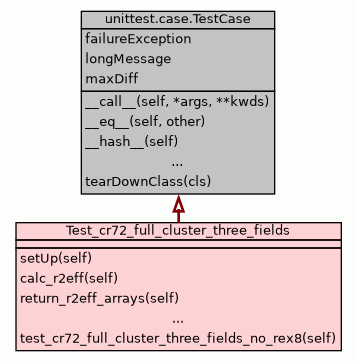 unittest.case.TestCase
failureException
longMessage
maxDiff
__call__(self, *args, **kwds)
__eq__(self, other)
__hash__(self)
...
tearDownClass(cls)
Test_cr72_full_cluster_three_fields
setUp(self)
calc_r2eff(self)
return_r2eff_arrays(self)
...
test_cr72_full_cluster_three_fields_no_rex8(self)